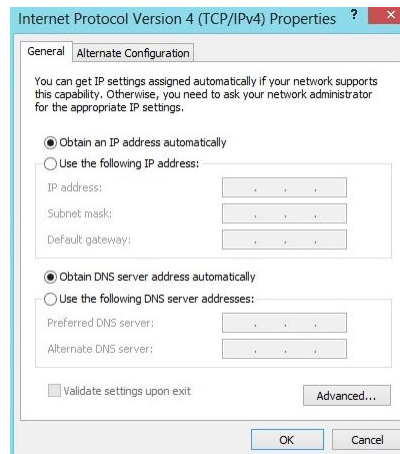 Internet Protocol Version 4 (TCP/IPv4) Properties ? ×
General Alternate Configuration
You can get IP settings assigned automatically if your network supports
this capability. Otherwise, you need to ask your network administrator
for the appropriate IP settings.
Obtain an IP address automatically
Use the following IP address:
IP address: . . .
Subnet mask: . . .
Default gateway: . . .
Obtain DNS server address automatically
Use the following DNS server addresses:
Preferred DNS server: . . .
Alternate DNS server: . . .
Validate settings upon exit
Advanced...
OK Cancel